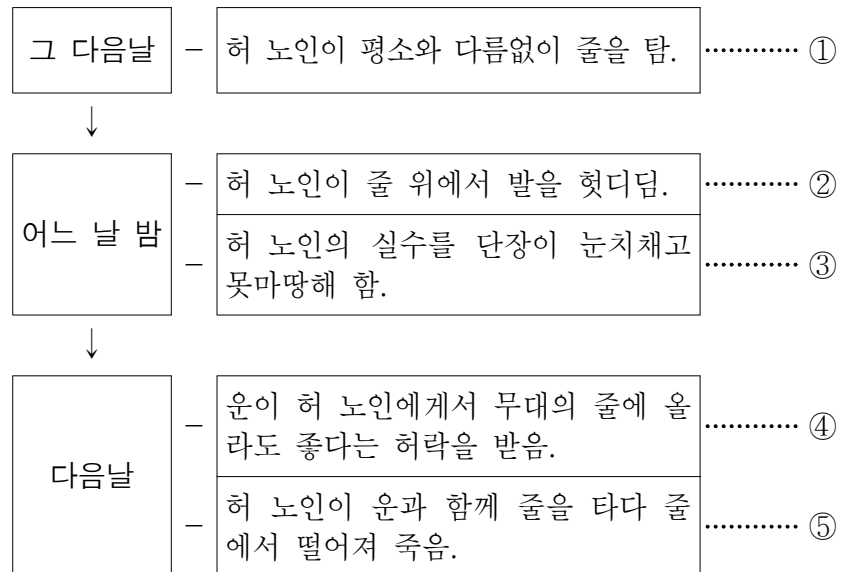 그 다음날 － 허 노인이 평소와 다름없이 줄을 탐. ………… ①
↓
어느 날 밤
－ 허 노인이 줄 위에서 발을 헛디딤. ………… ②
－ 허 노인의 실수를 단장이 눈치채고
못마땅해 함. ………… ③
↓
다음날
－ 운이 허 노인에게서 무대의 줄에 올
라도 좋다는 허락을 받음. ………… ④
－ 허 노인이 운과 함께 줄을 타다 줄
에서 떨어져 죽음. ………… ⑤